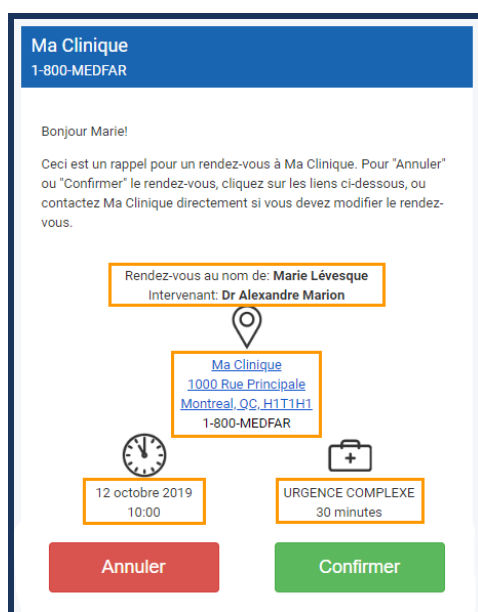 Ma Clinique
1-800-MEDFAR
Bonjour Marie!
Ceci est un rappel pour un rendez-vous à Ma Clinique. Pour "Annuler"
ou "Confirmer" le rendez-vous, cliquez sur les liens ci-dessous, ou
contactez Ma Clinique directement si vous devez modifier le rendez-
vous.
Rendez-vous au nom de: Marie Lévesque
Intervenant: Dr Alexandre Marion
Ma Clinique
1000 Rue Principale
Montreal, QC, H1T1H1
1-800-MEDFAR
12 octobre 2019
10:00
URGENCE COMPLEXE
30 minutes
Annuler
Confirmer